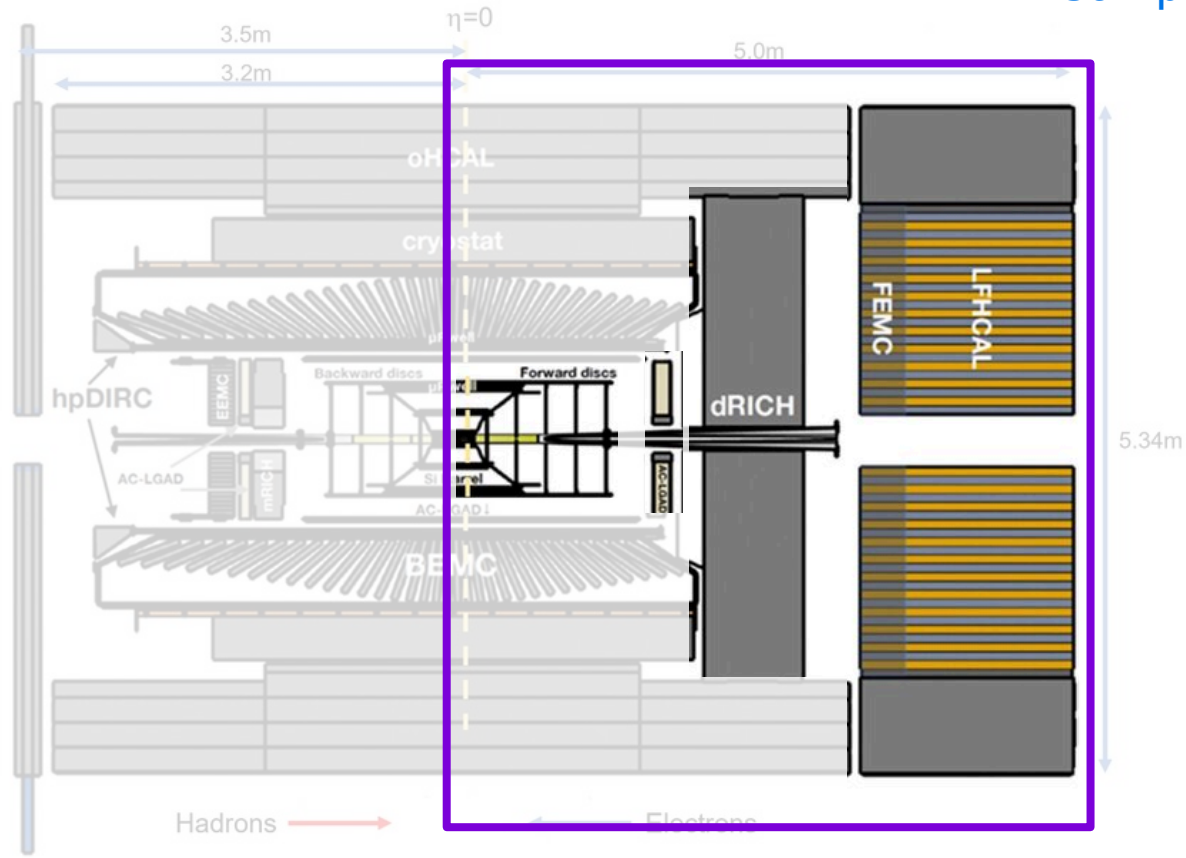 η=0
3.5m
5.0m
3.2m
oHCAL
cryostat
FEMC
LFHCAL
Backward discs
Forward discs
hpDIRC
EEMC
dRICH
5.34m
AC-LGAD
mRICH
AC-LGAD
Si Barrel
AC-LGAD↓
BEMC
Hadrons
Electrons